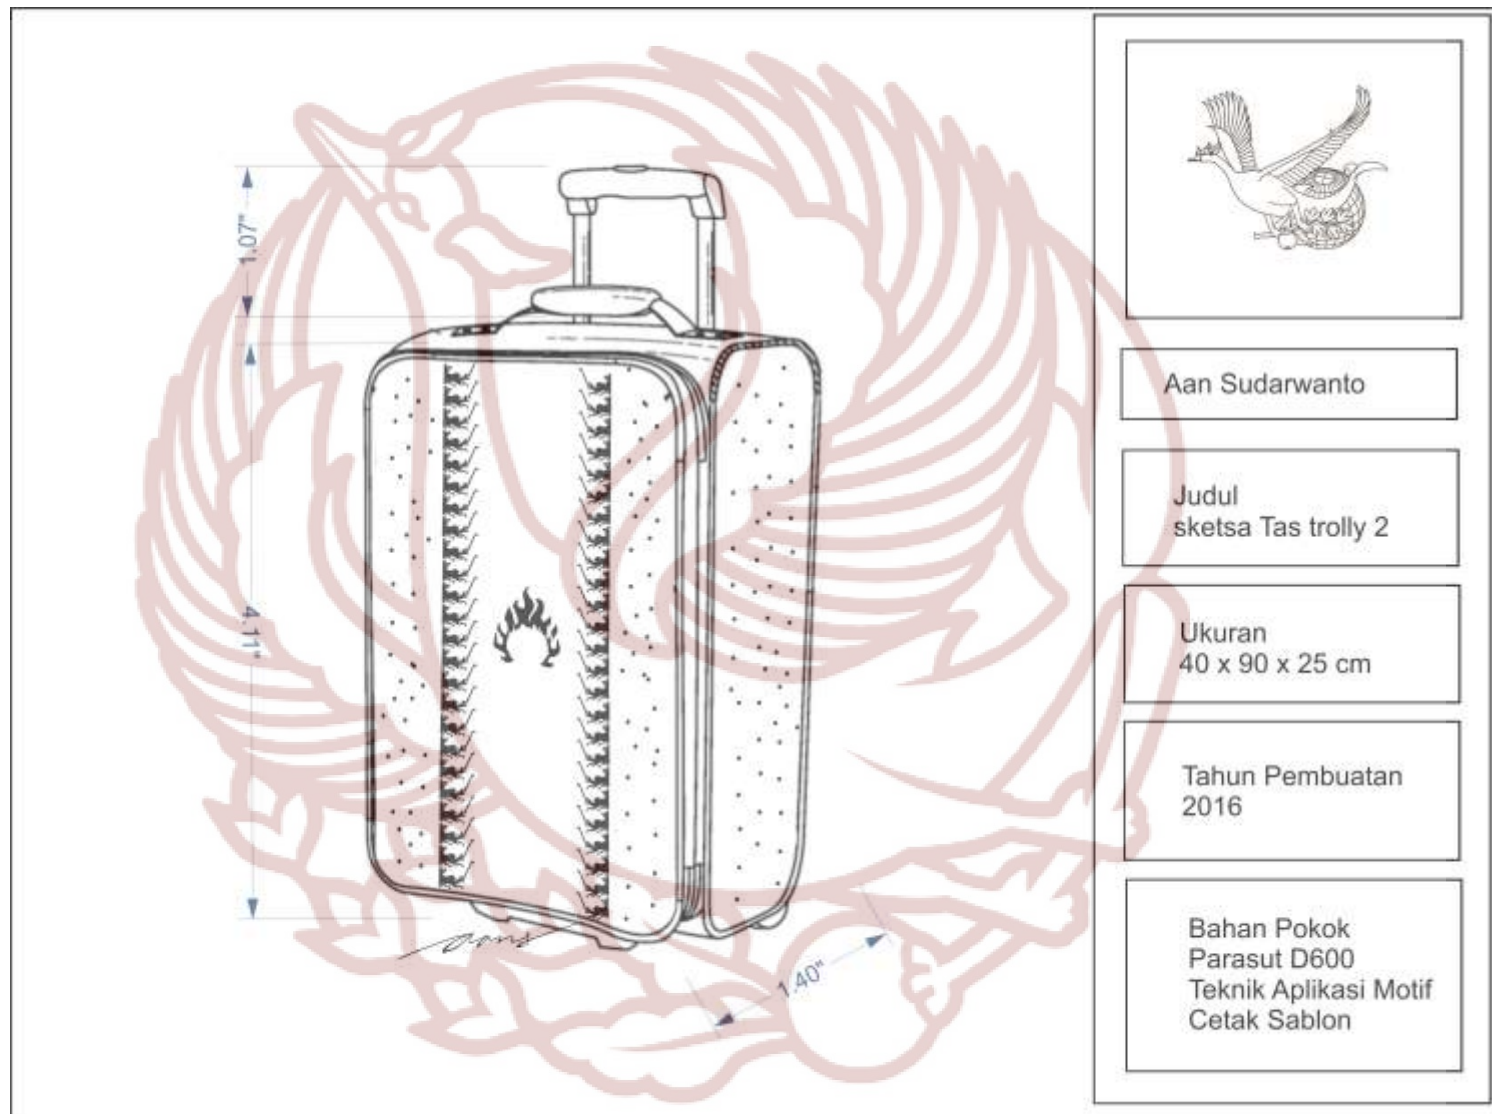 1.07"
4.11"
1.40"
Aan Sudarwanto
Judul
sketsa Tas trolly 2
Ukuran
40 x 90 x 25 cm
Tahun Pembuatan
2016
Bahan Pokok
Parasut D600
Teknik Aplikasi Motif
Cetak Sablon